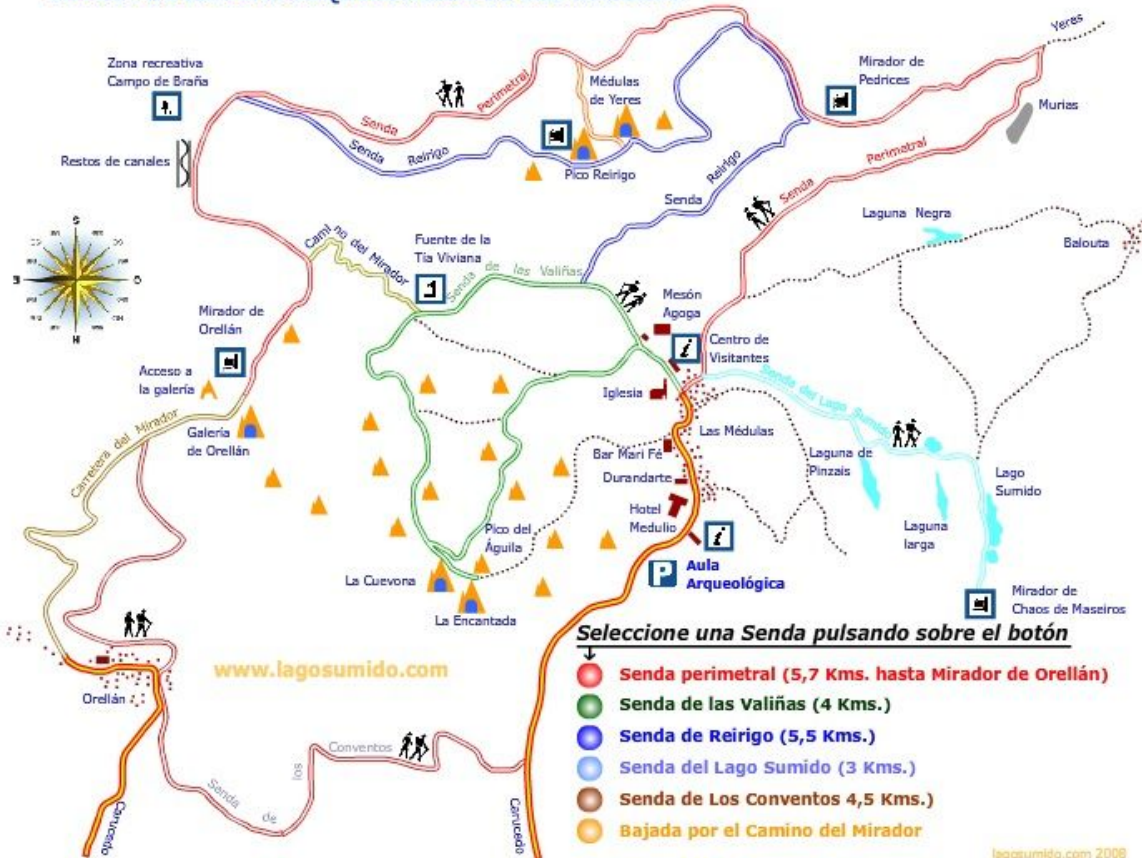 Zona recreativa
Campo de Braña
Restos de canales
Senda
Perimetral
Senda
Reirigo
Médulas
de Yeres
Pico Reirigo
Mirador de
Pedrices
Yeres
Murias
Senda
Perimetral
Senda
Reirigo
Camino del Mirador
Fuente de la
Tía Viviana
Senda de las Valiñas
Laguna Negra
Balouta
Mesón
Agoga
Centro de
Visitantes
Iglesia
Senda del Lago Sumido
Mirador de
Orellán
Acceso a
la galería
Galería
de Orellán
Carretera del Mirador
Las Médulas
Bar Mari Fé
Durandarte
Hotel
Medulio
Laguna de
Pinzais
Laguna
larga
Lago
Sumido
Pico del
Águila
La Cuevona
La Encantada
P
Aula
Arqueológica
Mirador de
Chaos de Maseiros
Orellán
www.lagosumido.com
Senda de los Conventos
Carucedo
Carucedo
Seleccione una Senda pulsando sobre el botón
Senda perimetral (5,7 Kms. hasta Mirador de Orellán)
Senda de las Valiñas (4 Kms.)
Senda de Reirigo (5,5 Kms.)
Senda del Lago Sumido (3 Kms.)
Senda de Los Conventos 4,5 Kms.)
Bajada por el Camino del Mirador
lagosumido.com 2008